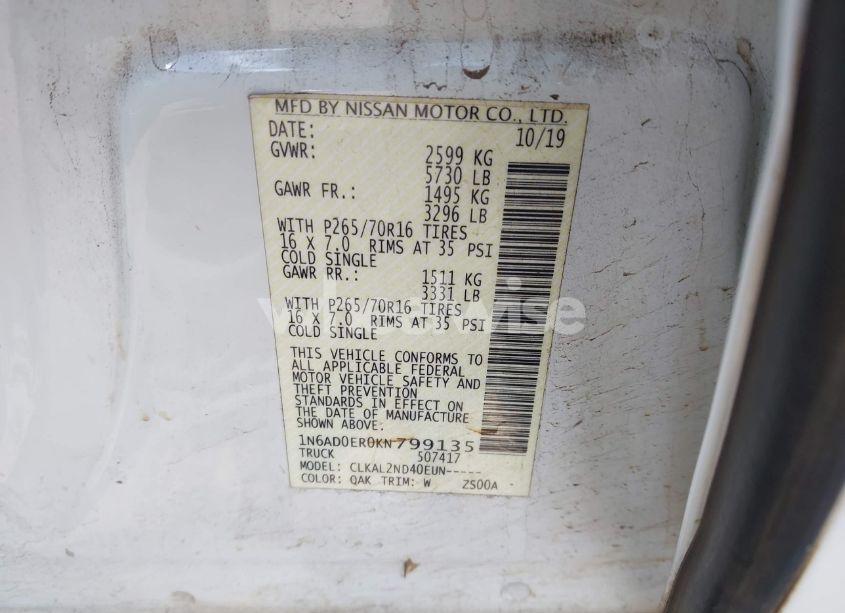 MFD BY NISSAN MOTOR CO., LTD.
DATE: 10/19
GVWR: 2599 KG
5730 LB
GAWR FR.: 1495 KG
3296 LB
WITH P265/70R16 TIRES
16 X 7.0 RIMS AT 35 PSI
COLD SINGLE
GAWR RR.: 1511 KG
3331 LB
WITH P265/70R16 TIRES
16 X 7.0 RIMS AT 35 PSI
COLD SINGLE
THIS VEHICLE CONFORMS TO
ALL APPLICABLE FEDERAL
MOTOR VEHICLE SAFETY AND
THEFT PREVENTION
STANDARDS IN EFFECT ON
THE DATE OF MANUFACTURE
SHOWN ABOVE:
1N6AD0ER0KN799135
TRUCK 507417
MODEL: CLKAL2ND40EUN-----
COLOR: QAK TRIM: W ZS00A